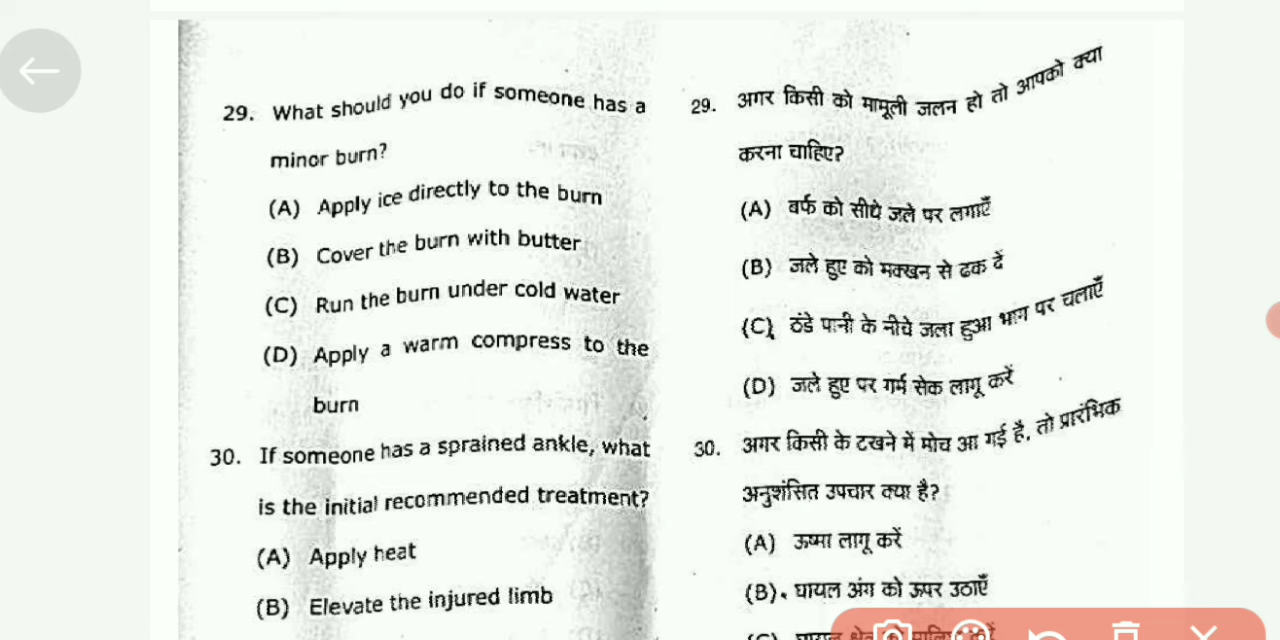 29. What should you do if someone has a
minor burn?
(A) Apply ice directly to the burn
(B) Cover the burn with butter
(C) Run the burn under cold water
(D) Apply a warm compress to the
burn
30. If someone has a sprained ankle, what
is the initial recommended treatment?
(A) Apply heat
(B) Elevate the injured limb
29. अगर किसी को मामूली जलन हो तो आपको क्या
करना चाहिए?
(A) बर्फ को सीधे जले पर लगाएँ
(B) जले हुए को मक्खन से ढक दें
(C) ठंडे पानी के नीचे जला हुआ भाग पर चलाएँ
(D) जले हुए पर गर्म सेक लागू करें
30. अगर किसी के टखने में मोच आ गई है, तो प्रारंभिक
अनुशंसित उपचार क्या है?
(A) ऊष्मा लागू करें
(B) घायल अंग को ऊपर उठाएँ